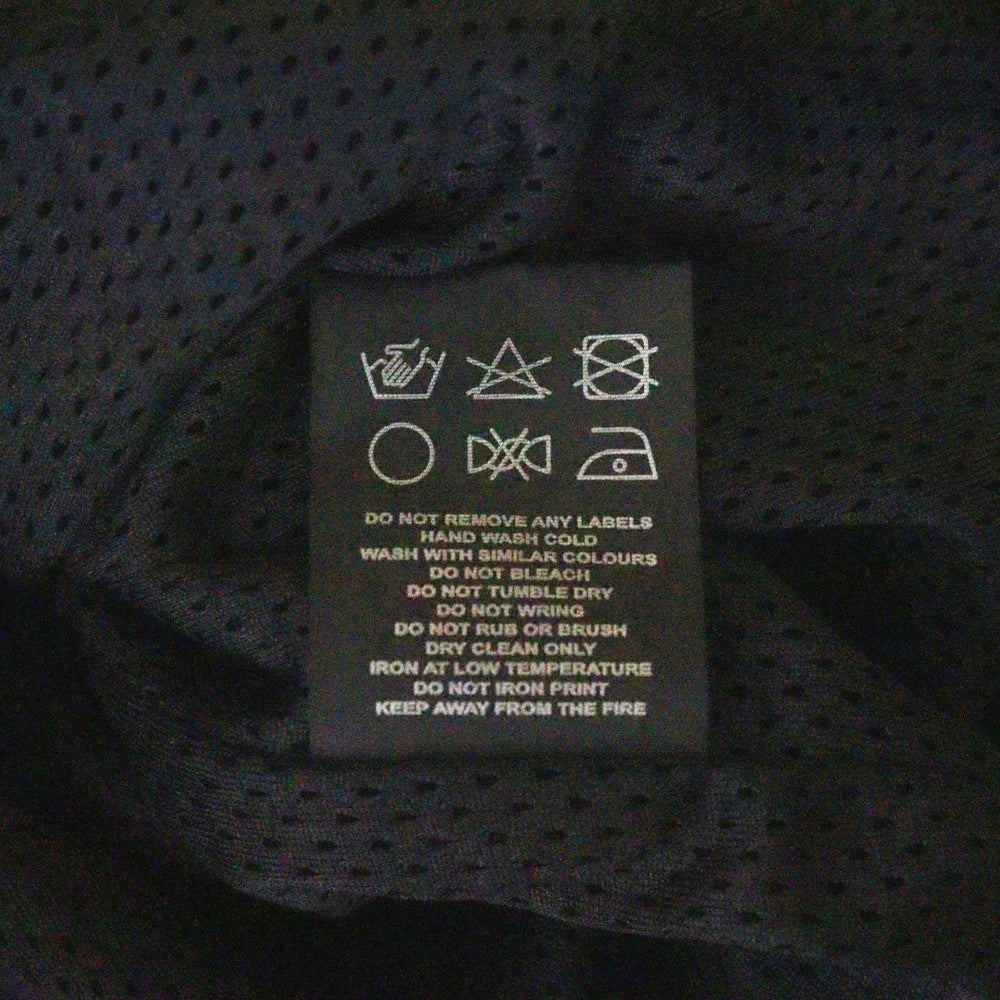 DO NOT REMOVE ANY LABELS
HAND WASH COLD
WASH WITH SIMILAR COLOURS
DO NOT BLEACH
DO NOT TUMBLE DRY
DO NOT WRING
DO NOT RUB OR BRUSH
DRY CLEAN ONLY
IRON AT LOW TEMPERATURE
DO NOT IRON PRINT
KEEP AWAY FROM THE FIRE